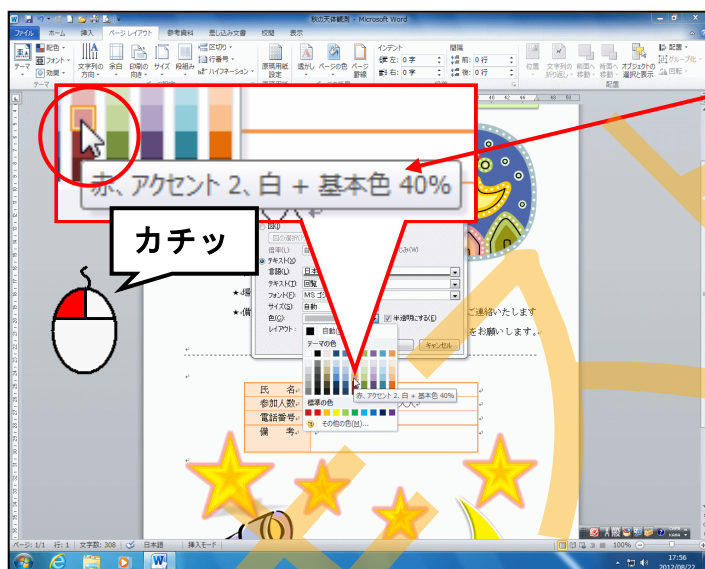 秋の天体観測 - Microsoft Word
ファイル ホーム 挿入 ページ レイアウト 参考資料 差し込み文書 校閲 表示
配色 区切り インデント 間隔 配置
フォント 行番号 左: 0 字 前: 0 行
効果 ハイフネーション 右: 0 字 後: 0 行 回転
テーマ 文字列の方向 余白 印刷の向き サイズ 段組み 原稿用紙設定 透かし ページの色 ページ罫線 位置 文字列の折り返し 前面へ移動 背面へ移動 オブジェクトの選択と表示
赤、アクセント 2、白 + 基本色 40%
カチッ
テキスト(X)
言語(L):
テキスト(T): 回覧
フォント(F):
サイズ(S): 自動
色(C): 半透明にする(E)
レイアウト:
キャンセル
ご連絡いたします
をお願いします。
自動
テーマの色
赤、アクセント 2、白 + 基本色 40%
標準の色
その他の色(M)...
氏 名
参加人数
電話番号
備 考
ページ: 1/1 行: 1 文字数: 308 日本語 挿入モード 100%
17:56
2012/08/22